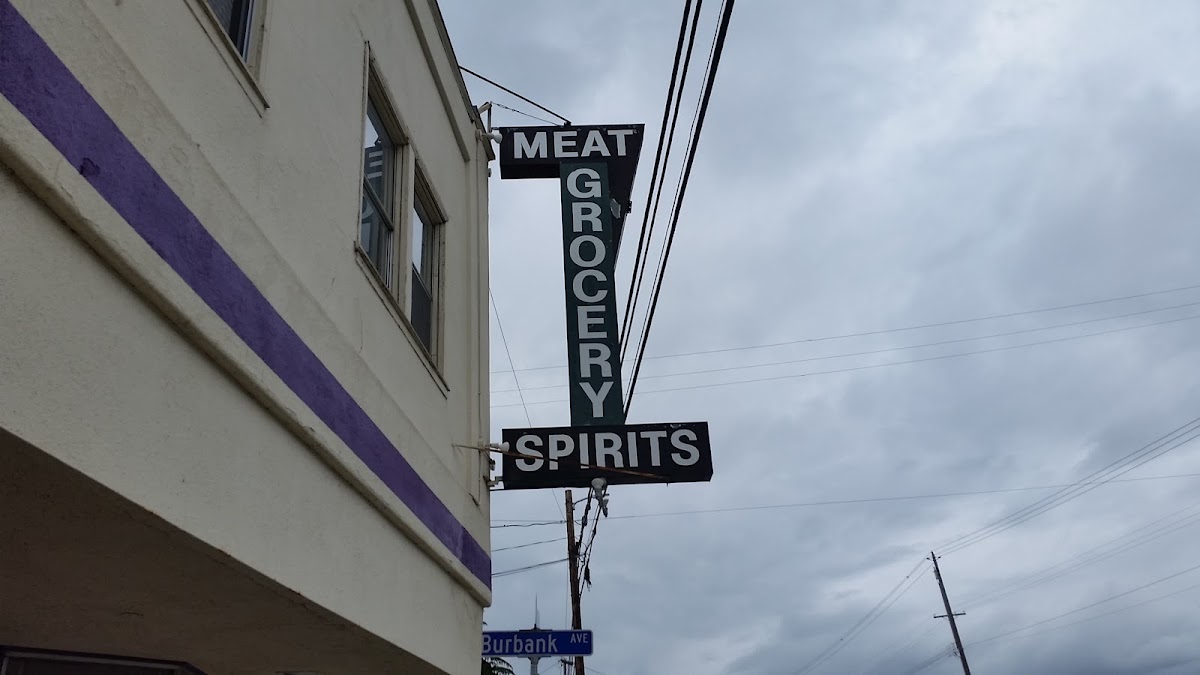 MEAT
GROCERY
SPIRITS
Burbank AVE